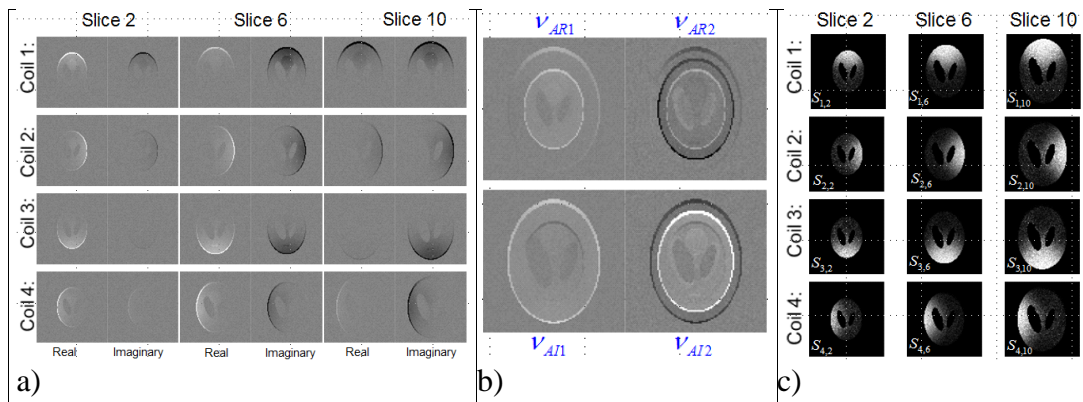 Slice 2 Slice 6 Slice 10
Coil 1:
Coil 2:
Coil 3:
Coil 4:
Real Imaginary Real Imaginary Real Imaginary
a)
ν_AR1 ν_AR2
ν_AI1 ν_AI2
b)
Slice 2 Slice 6 Slice 10
Coil 1:
S_1,2 S_1,6 S_1,10
Coil 2:
S_2,2 S_2,6 S_2,10
Coil 3:
S_3,2 S_3,6 S_3,10
Coil 4:
S_4,2 S_4,6 S_4,10
c)